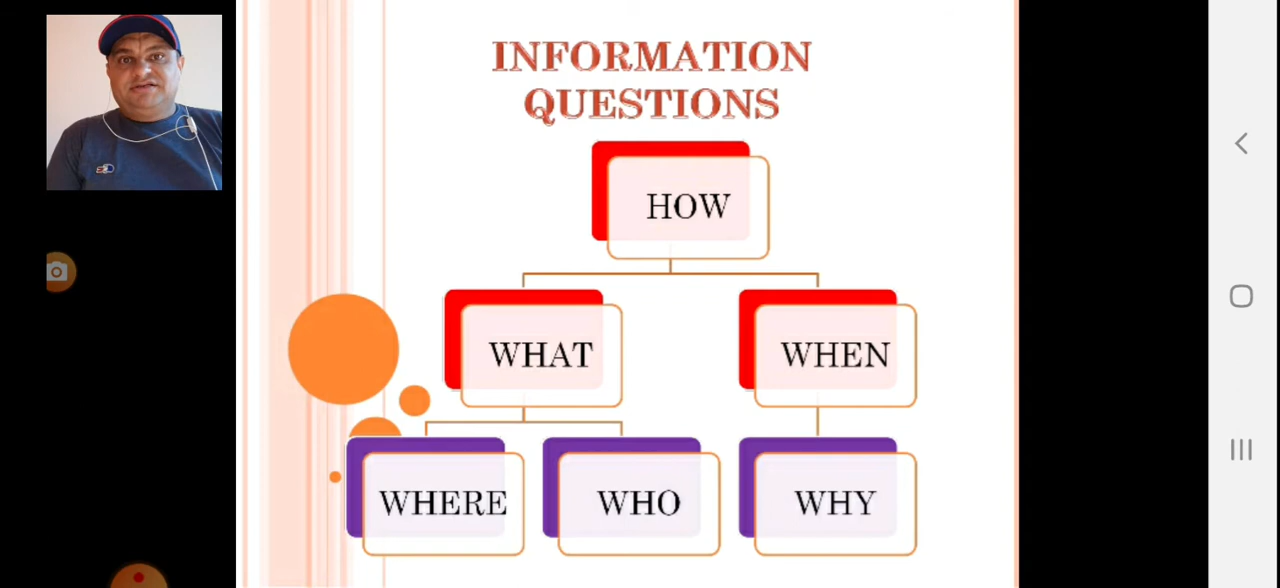 INFORMATION
QUESTIONS
HOW
WHAT
WHEN
WHERE
WHO
WHY